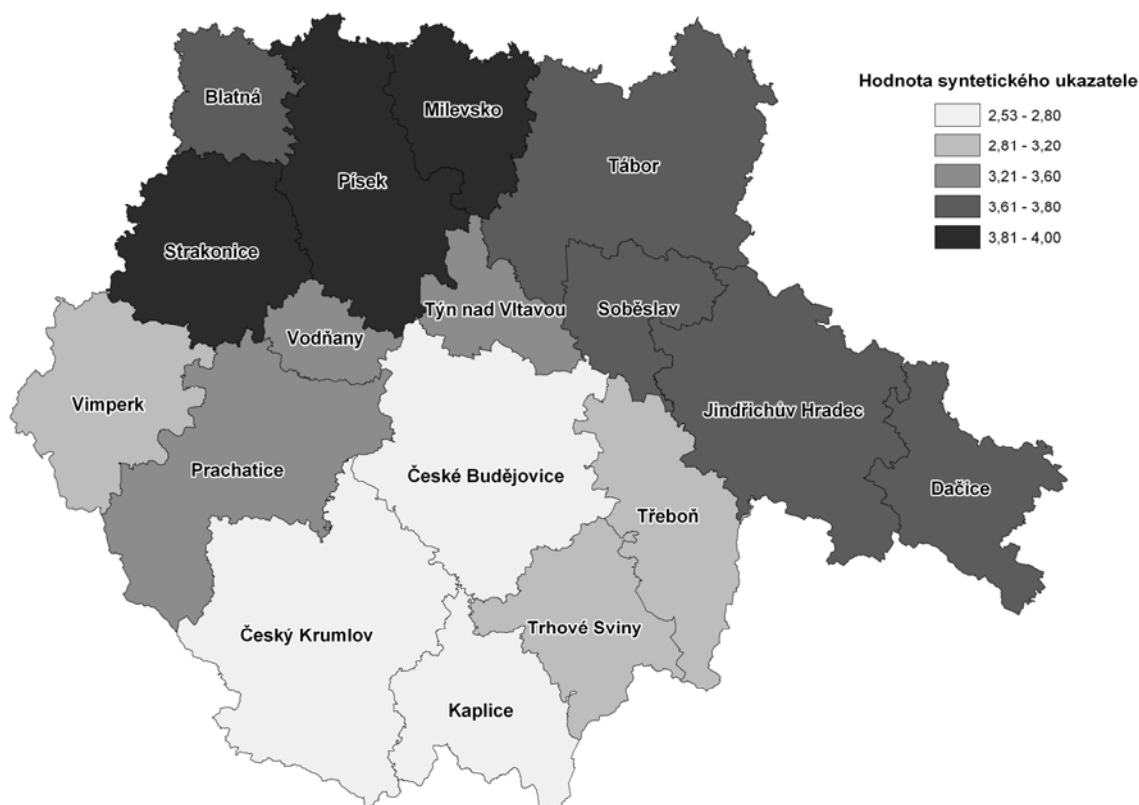 Hodnota syntetického ukazatele
2,53 - 2,80
2,81 - 3,20
3,21 - 3,60
3,61 - 3,80
3,81 - 4,00
Blatná
Milevsko
Tábor
Písek
Strakonice
Týn nad Vltavou
Soběslav
Vodňany
Vimperk
Jindřichův Hradec
Prachatice
České Budějovice
Dačice
Třeboň
Trhové Sviny
Český Krumlov
Kaplice